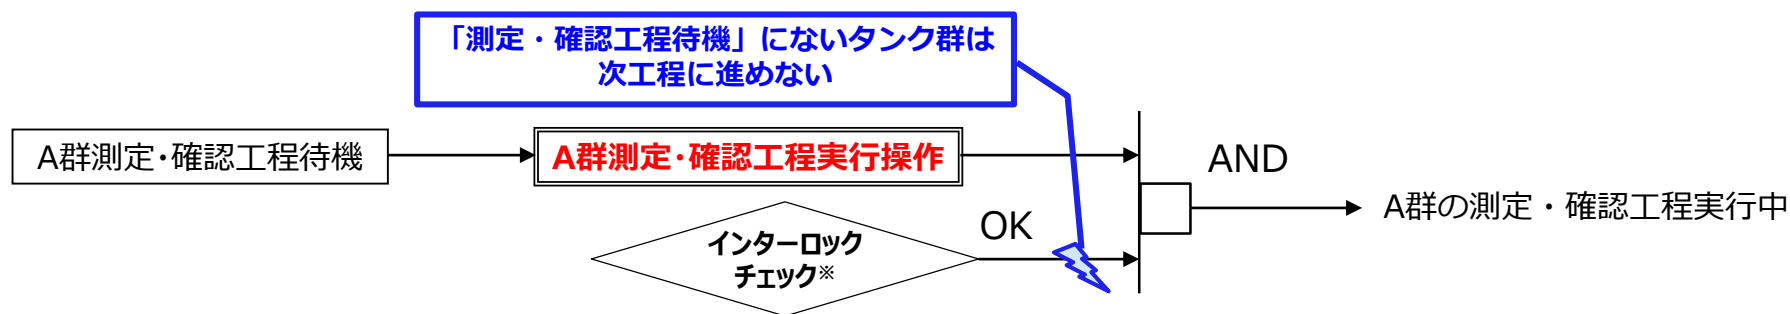 「測定・確認工程待機」にないタンク群は
次工程に進めない
A群測定・確認工程待機
A群測定・確認工程実行操作
AND
A群の測定・確認工程実行中
OK
インターロック
チェック※